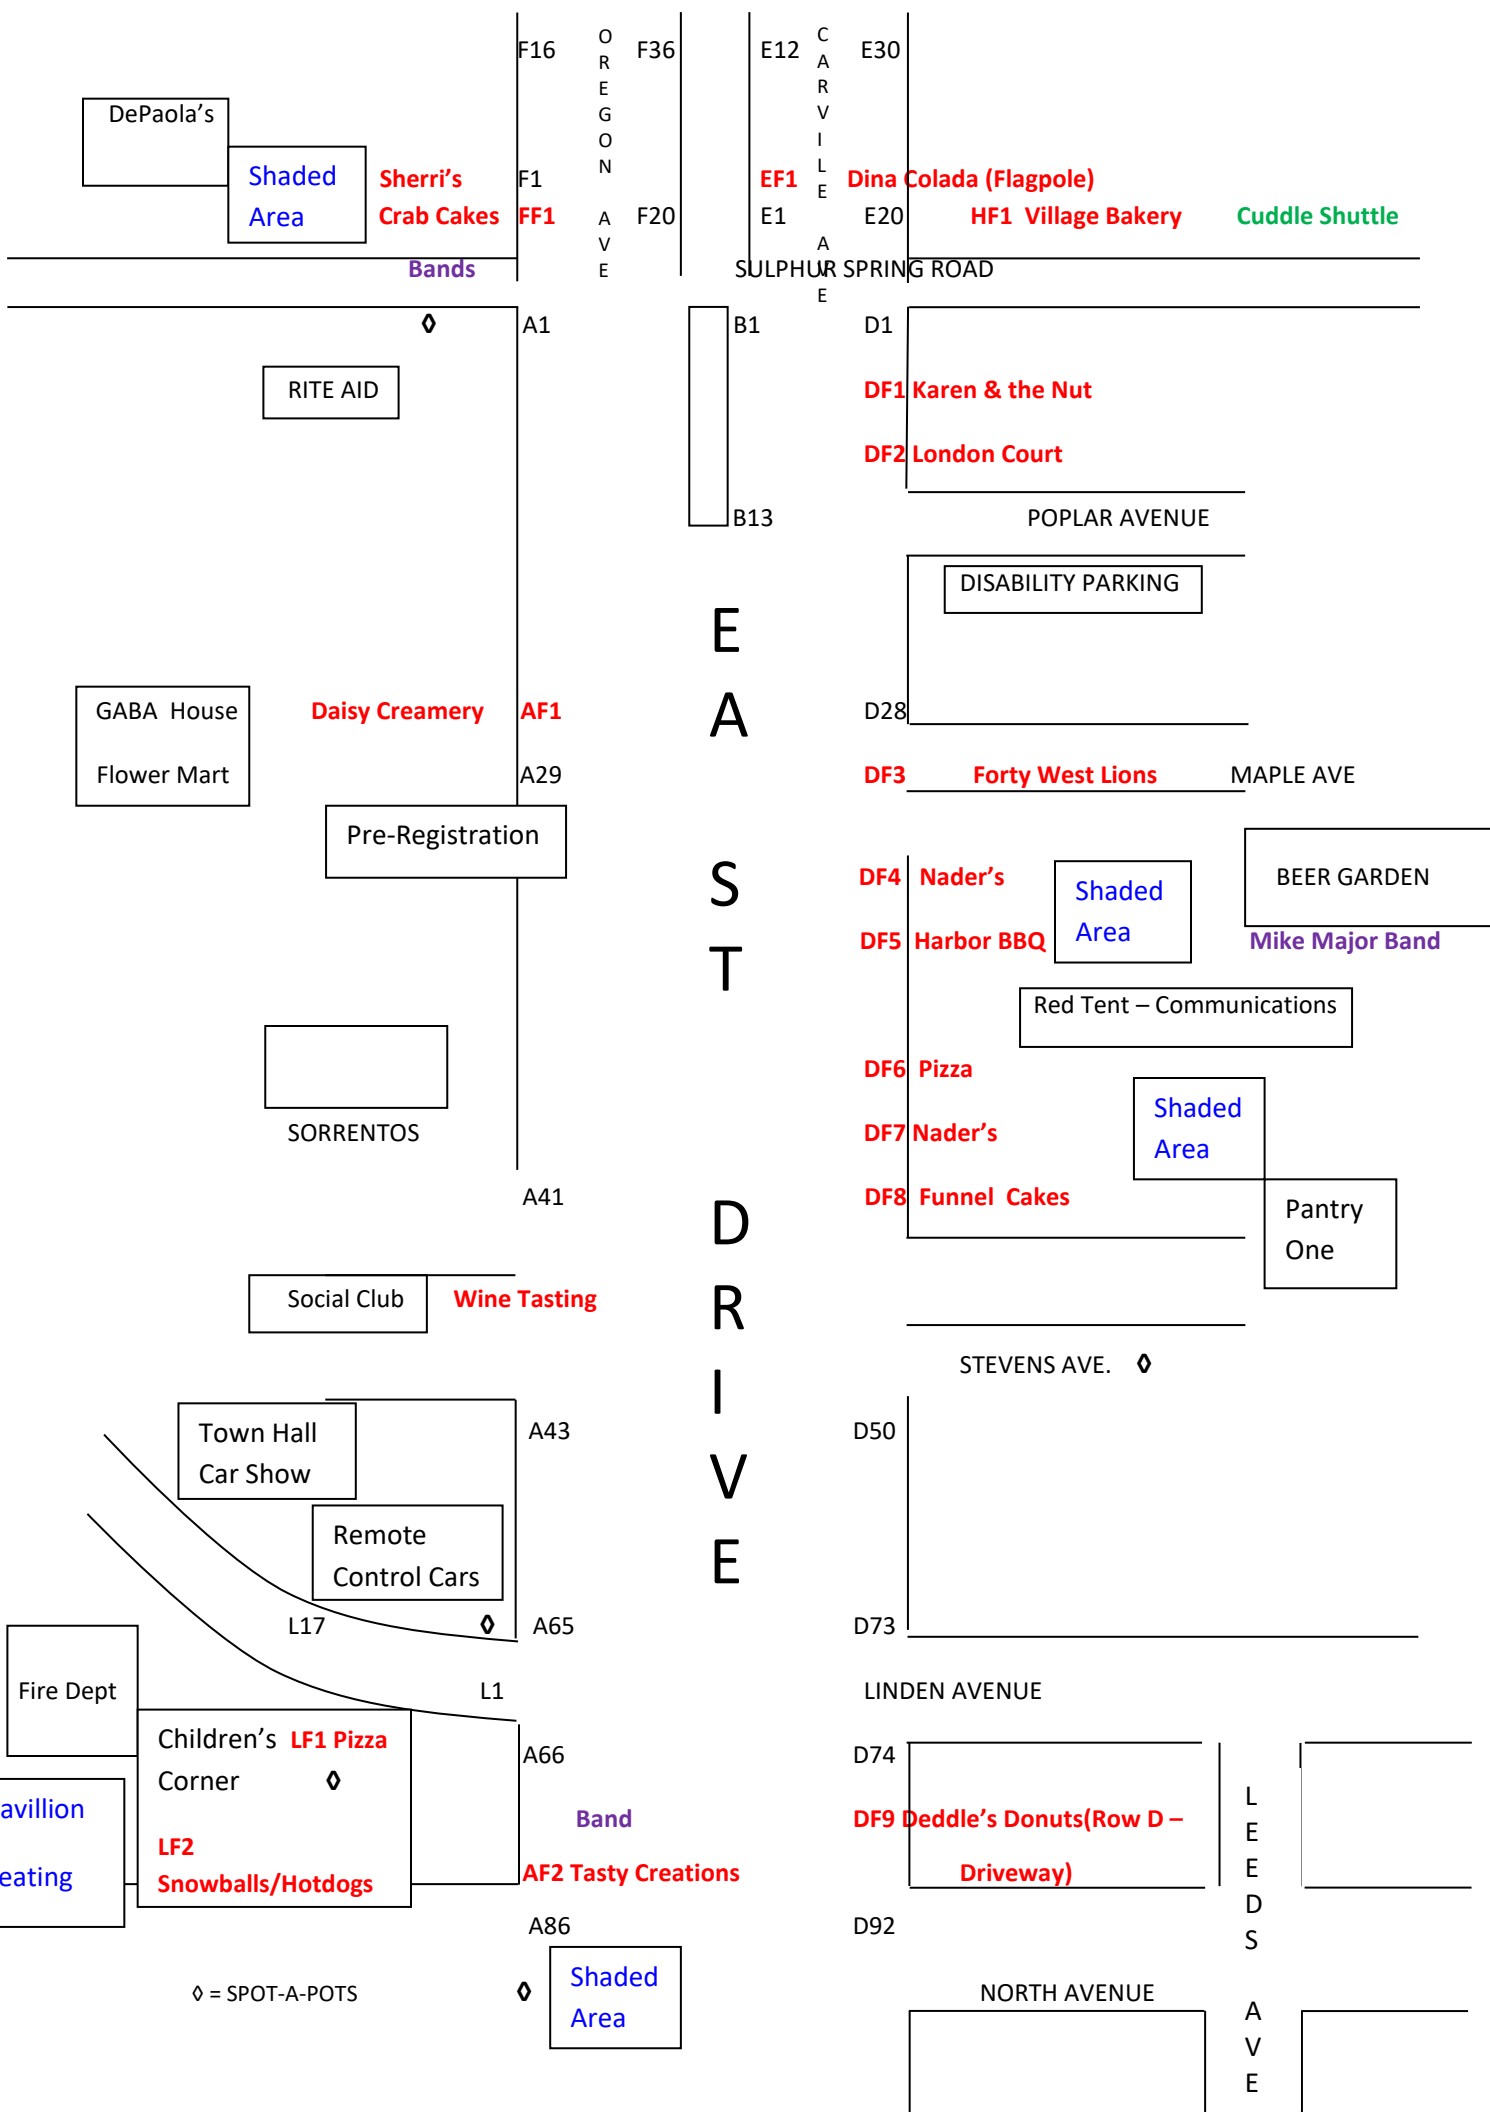 F16 F36 E12 E30
OREGON AVE
CARVILE AVE
DePaola's
Shaded
Area
Sherri's F1
Crab Cakes FF1 F20
EF1 Dina Colada (Flagpole)
E1 E20 HF1 Village Bakery Cuddle Shuttle
Bands
SULPHUR SPRING ROAD
◊ A1 B1 D1
RITE AID
DF1 Karen & the Nut
DF2 London Court
B13 POPLAR AVENUE
DISABILITY PARKING
EAST DRIVE
GABA House Daisy Creamery AF1 D28
Flower Mart A29 DF3 Forty West Lions MAPLE AVE
Pre-Registration
DF4 Nader's
Shaded
Area
BEER GARDEN
DF5 Harbor BBQ
Mike Major Band
Red Tent – Communications
DF6 Pizza
SORRENTOS
DF7 Nader's
Shaded
Area
A41 DF8 Funnel Cakes
Pantry
One
Social Club Wine Tasting
STEVENS AVE. ◊
Town Hall
Car Show
A43 D50
Remote
Control Cars
L17 ◊ A65 D73
Fire Dept L1 LINDEN AVENUE
Children's LF1 Pizza
Corner ◊
A66 D74
avillion
eating
LF2
Snowballs/Hotdogs
Band
AF2 Tasty Creations
DF9 Deddle's Donuts(Row D –
Driveway)
LEEDS AVE
A86 D92
◊ = SPOT-A-POTS
◊ Shaded
Area
NORTH AVENUE